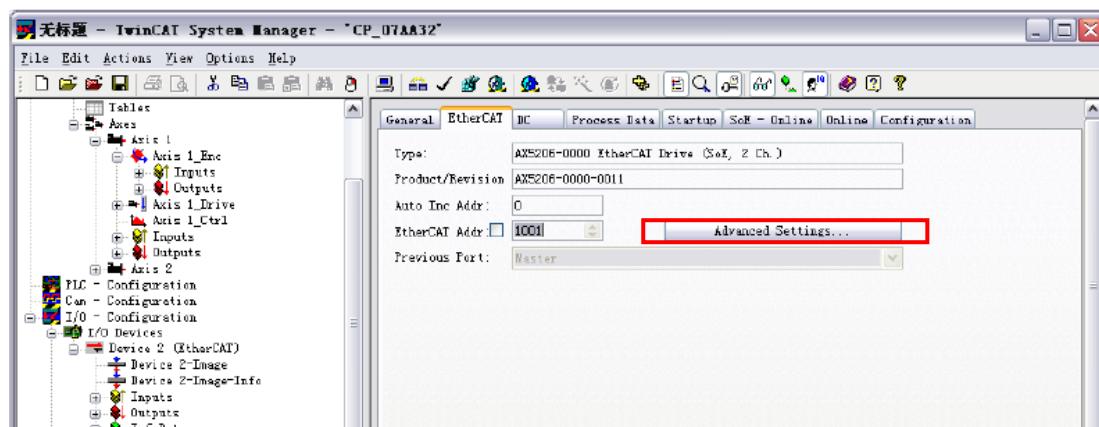 无标题 - TwinCAT System Manager - 'CP_07AA32'
File Edit Actions View Options Help
Tables
Axes
Axis 1
Axis 1_Enc
Inputs
Outputs
Axis 1_Drive
Axis 1_Ctrl
Inputs
Outputs
Axis 2
PLC - Configuration
Cam - Configuration
I/O - Configuration
I/O Devices
Device 2 (EtherCAT)
Device 2-Image
Device 2-Image-Info
Inputs
Outputs
General EtherCAT DC Process Data Startup SoE - Online Online Configuration
Type: AX5206-0000 EtherCAT Drive (SoE, 2 Ch.)
Product/Revision AX5206-0000-0011
Auto Inc Addr: 0
EtherCAT Addr: 1001 Advanced Settings...
Previous Port: Master